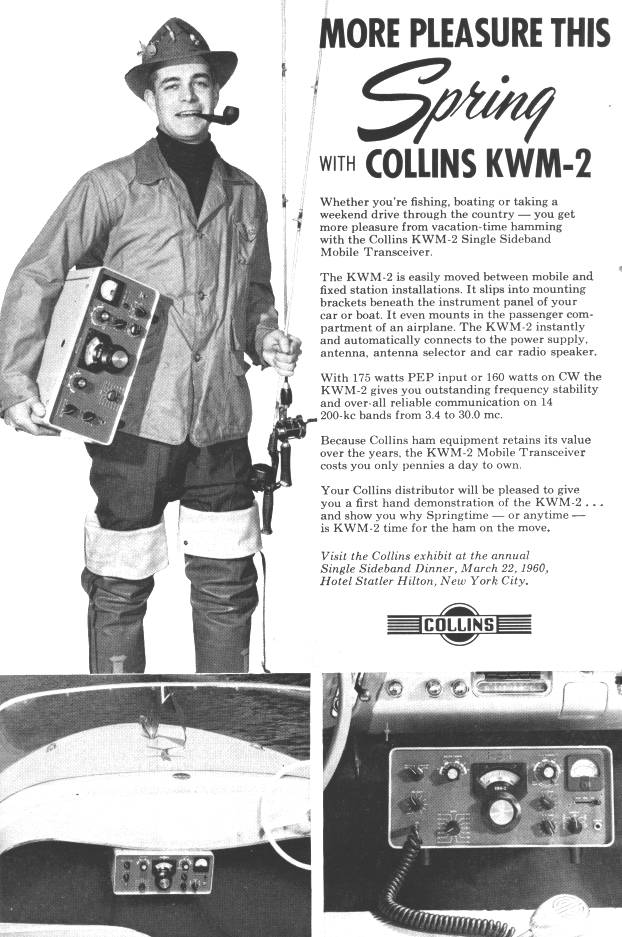 MORE PLEASURE THIS
Spring
WITH COLLINS KWM-2
Whether you're fishing, boating or taking a
weekend drive through the country — you get
more pleasure from vacation-time hamming
with the Collins KWM-2 Single Sideband
Mobile Transceiver.
The KWM-2 is easily moved between mobile and
fixed station installations. It slips into mounting
brackets beneath the instrument panel of your
car or boat. It even mounts in the passenger com-
partment of an airplane. The KWM-2 instantly
and automatically connects to the power supply,
antenna, antenna selector and car radio speaker.
With 175 watts PEP input or 160 watts on CW the
KWM-2 gives you outstanding frequency stability
and over-all reliable communication on 14
200-kc bands from 3.4 to 30.0 mc.
Because Collins ham equipment retains its value
over the years, the KWM-2 Mobile Transceiver
costs you only pennies a day to own.
Your Collins distributor will be pleased to give
you a first hand demonstration of the KWM-2 . . .
and show you why Springtime — or anytime —
is KWM-2 time for the ham on the move.
Visit the Collins exhibit at the annual
Single Sideband Dinner, March 22, 1960,
Hotel Statler Hilton, New York City.
COLLINS
KWM-2